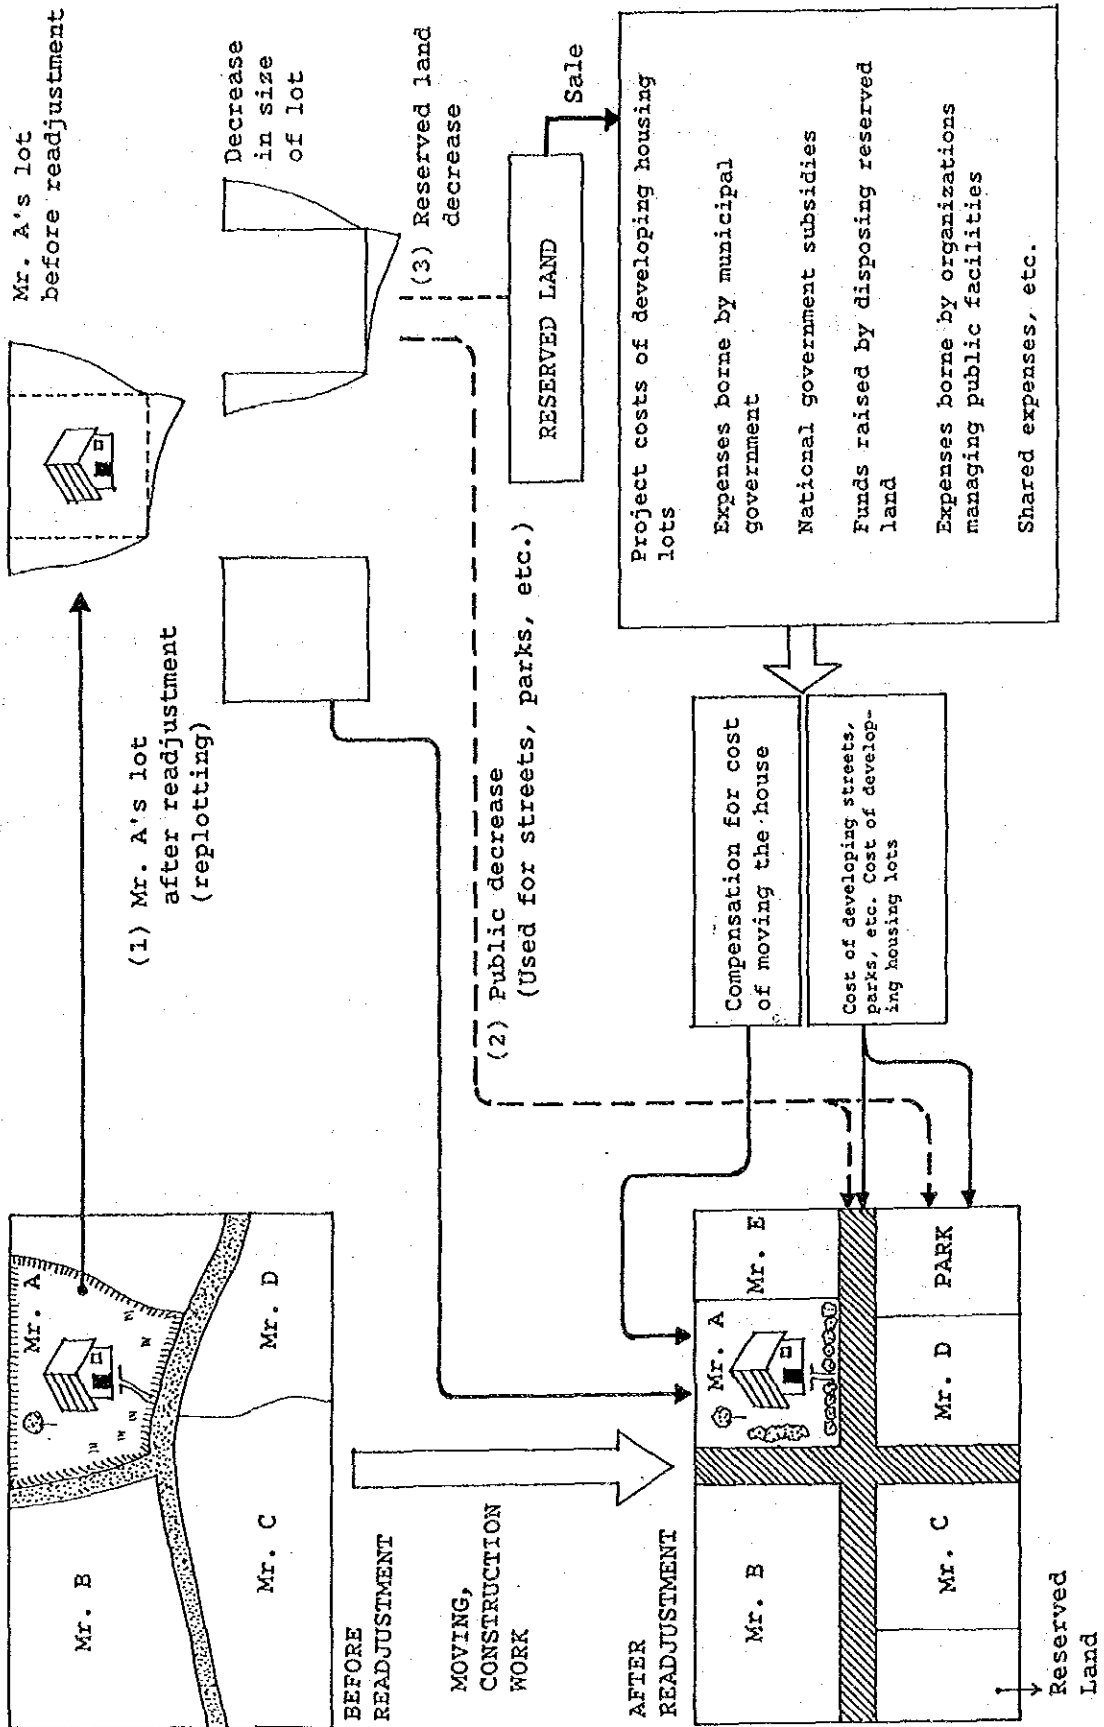 Mr. B
Mr. A
Mr. C
Mr. D
Mr. A's lot
before readjustment
(1) Mr. A's lot
after readjustment
(replotting)
Decrease
in size
of lot
BEFORE
READJUSTMENT
MOVING,
CONSTRUCTION
WORK
(2) Public decrease
(Used for streets, parks, etc.)
(3) Reserved land
decrease
RESERVED LAND
Sale
AFTER
READJUSTMENT
Mr. B
Mr. A
Mr. E
Mr. C
Mr. D
PARK
Reserved
Land
Compensation for cost
of moving the house
Cost of developing streets,
parks, etc. Cost of develop-
ing housing lots
Project costs of developing housing
lots
Expenses borne by municipal
government
National government subsidies
Funds raised by disposing reserved
land
Expenses borne by organizations
managing public facilities
Shared expenses, etc.